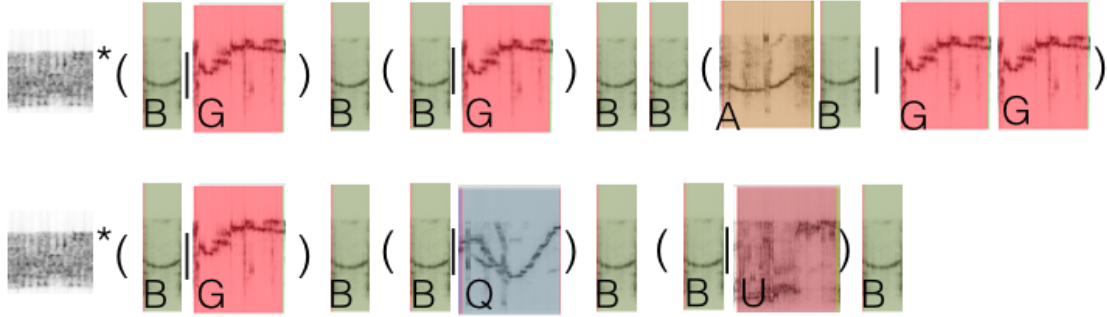 * ( B | G ) B ( B | G ) B B ( A B | G G )
* ( B | G ) B ( B | Q ) B ( B | U ) B